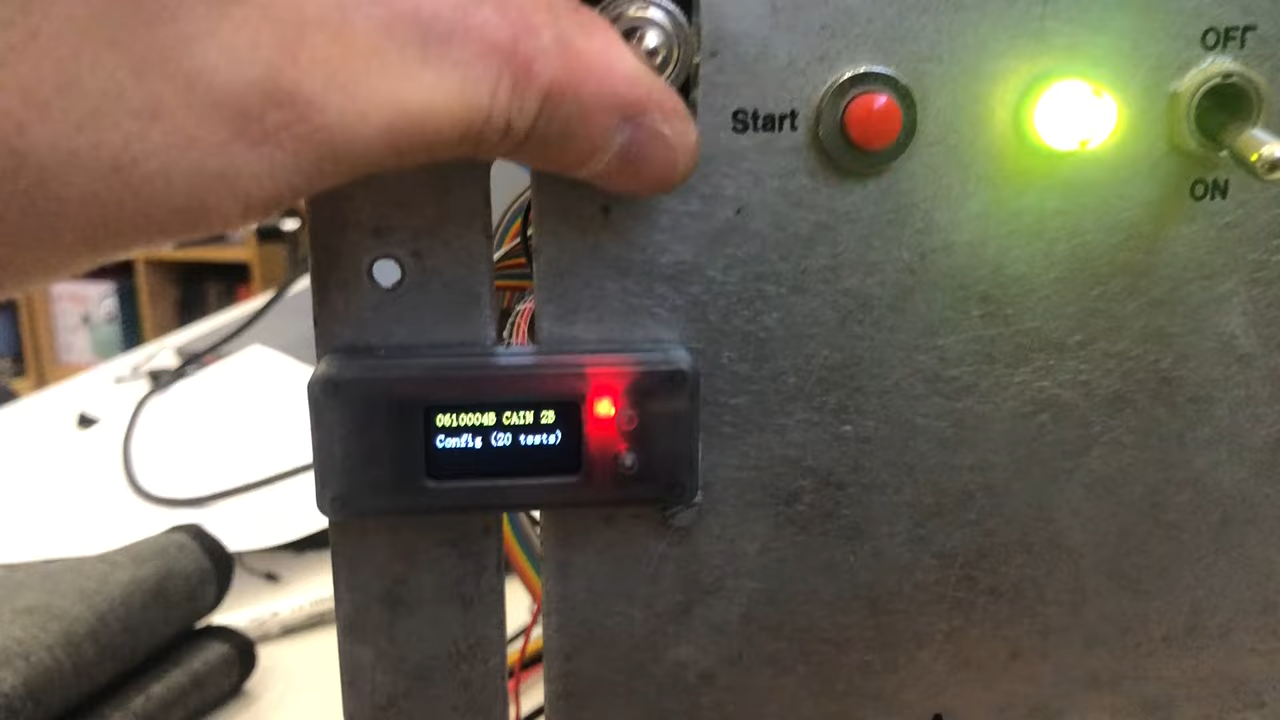 OFF
Start
ON
0610004B CAIN 2B
Config (20 tests)